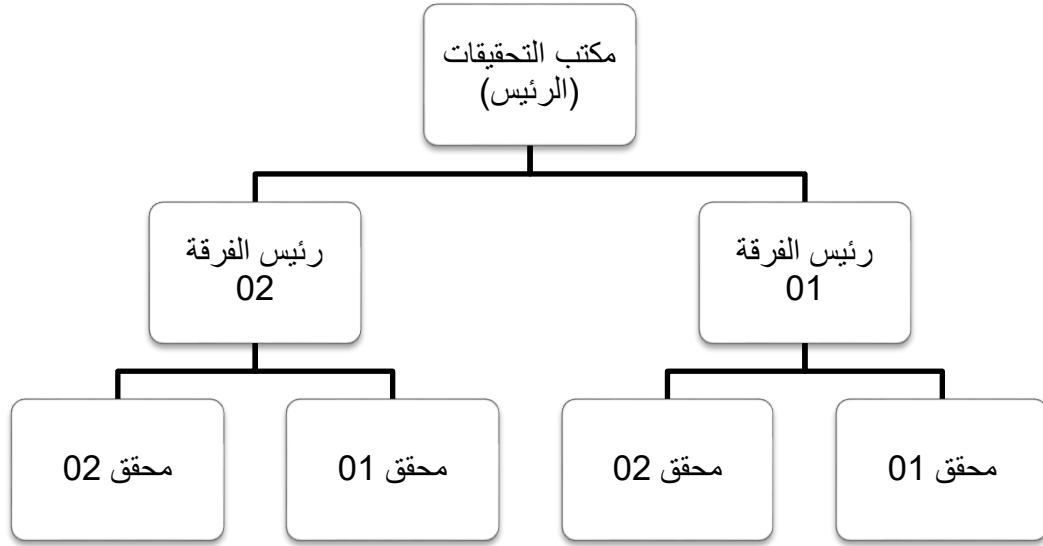 مكتب التحقيقات
(الرئيس)
رئيس الفرقة
01
رئيس الفرقة
02
محقق 01
محقق 02
محقق 01
محقق 02